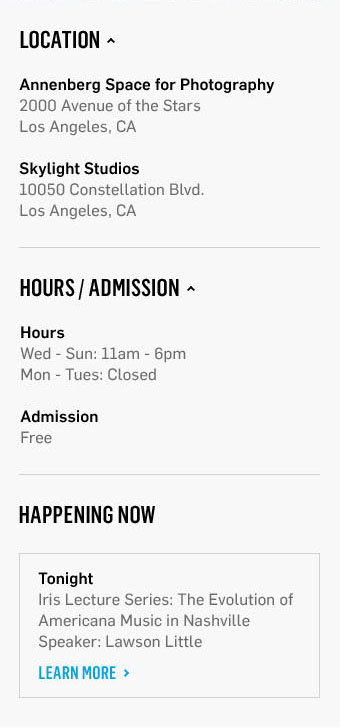 LOCATION
Annenberg Space for Photography
2000 Avenue of the Stars
Los Angeles, CA
Skylight Studios
10050 Constellation Blvd.
Los Angeles, CA
HOURS / ADMISSION
Hours
Wed - Sun: 11am - 6pm
Mon - Tues: Closed
Admission
Free
HAPPENING NOW
Tonight
Iris Lecture Series: The Evolution of
Americana Music in Nashville
Speaker: Lawson Little
LEARN MORE >